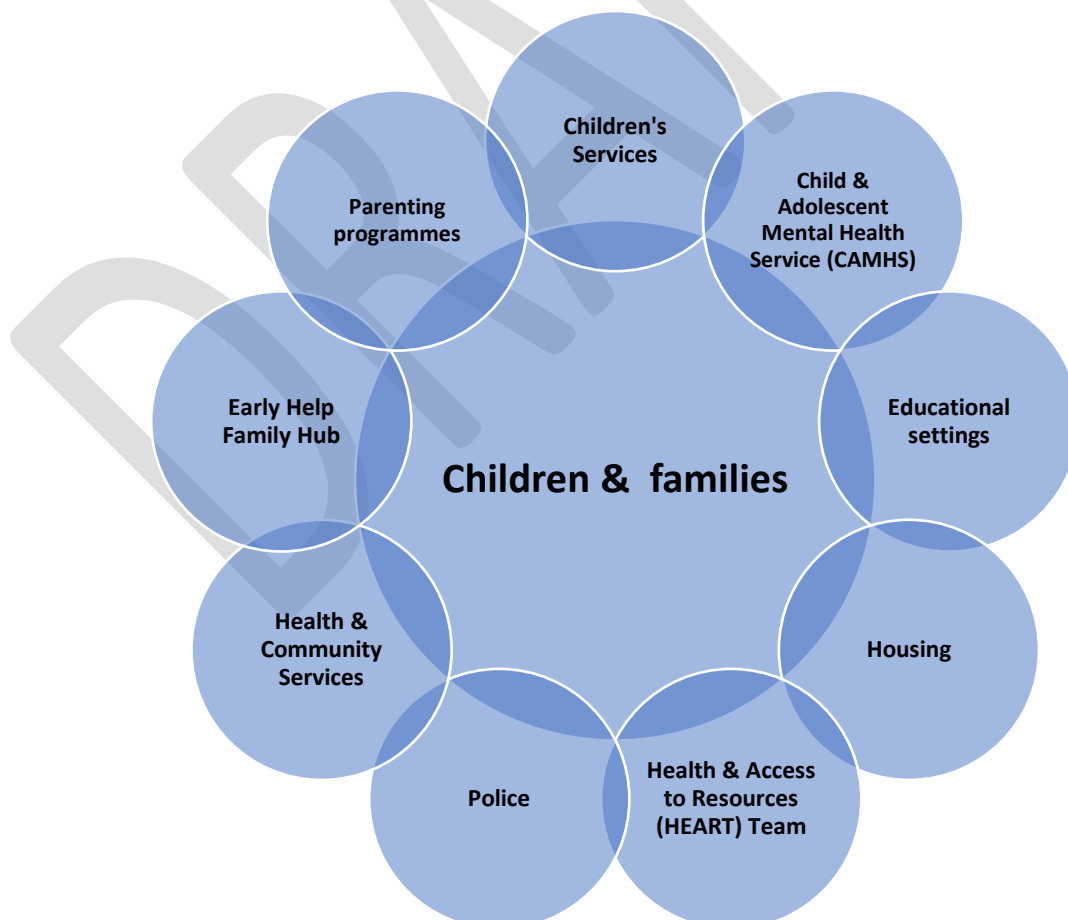 Children's
Services
Child &
Adolescent
Mental Health
Service (CAMHS)
Educational
settings
Housing
Health & Access
to Resources
(HEART) Team
Police
Health &
Community
Services
Early Help
Family Hub
Parenting
programmes
Children &  families
DRAFT